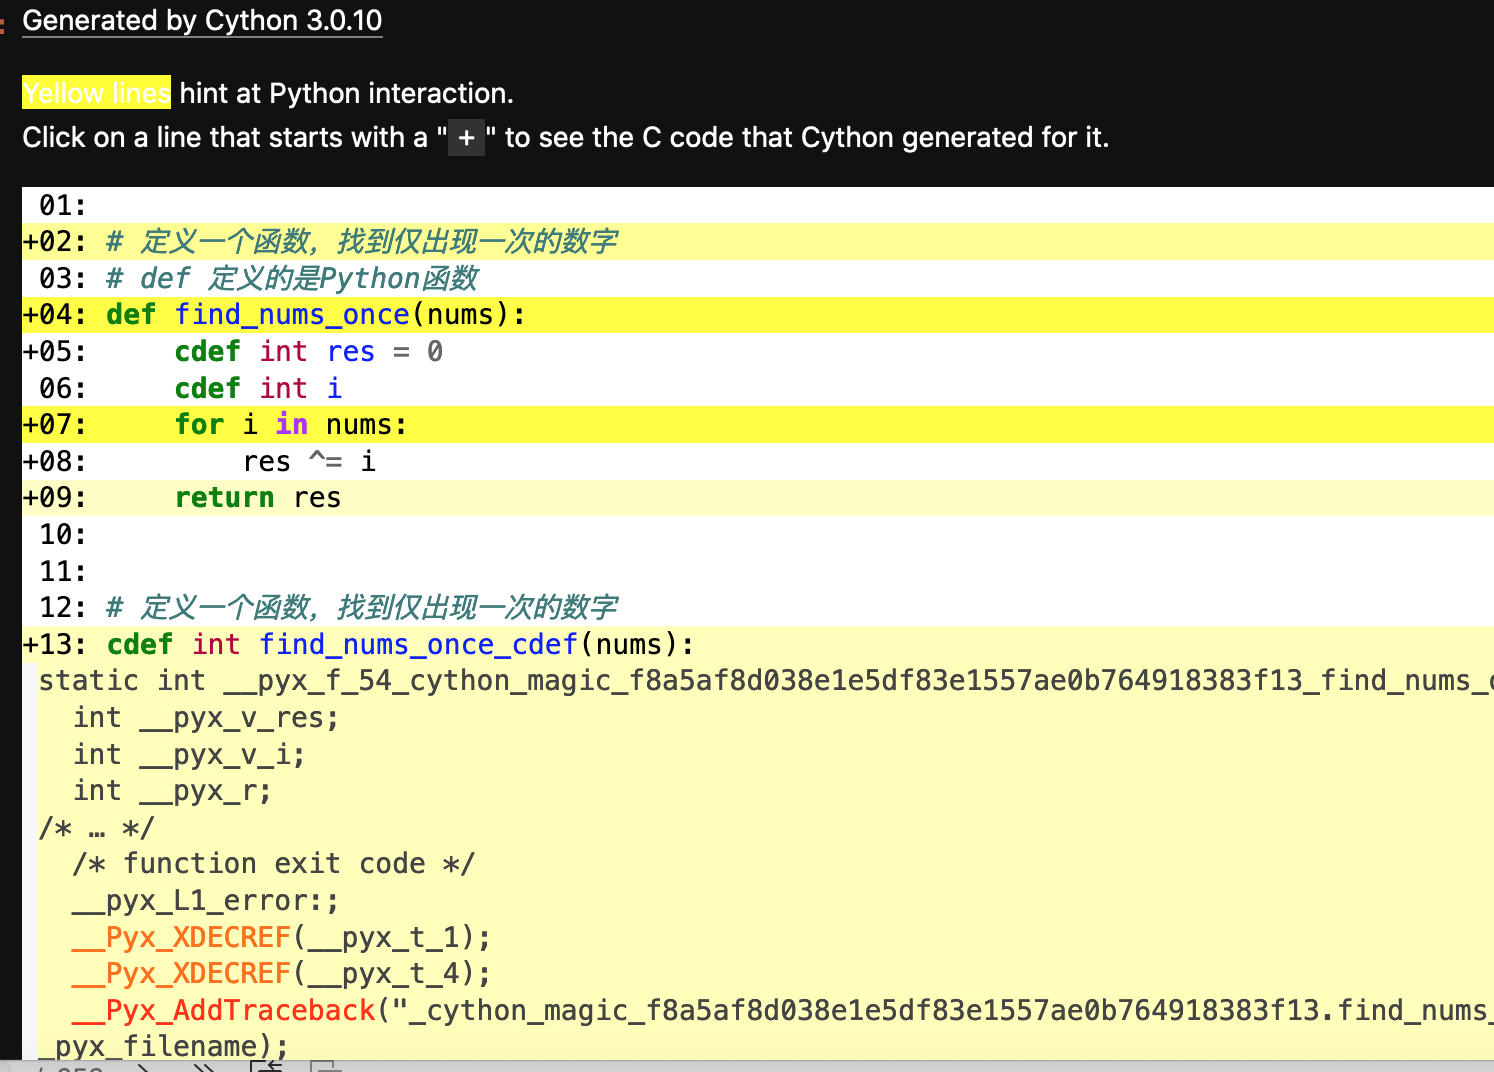 Generated by Cython 3.0.10
Yellow lines hint at Python interaction.
Click on a line that starts with a "+" to see the C code that Cython generated for it.
 01:
+02: # 定义一个函数，找到仅出现一次的数字
 03: # def 定义的是Python函数
+04: def find_nums_once(nums):
+05:     cdef int res = 0
 06:     cdef int i
+07:     for i in nums:
+08:         res ^= i
+09:     return res
 10:
 11:
 12: # 定义一个函数，找到仅出现一次的数字
+13: cdef int find_nums_once_cdef(nums):
static int __pyx_f_54_cython_magic_f8a5af8d038e1e5df83e1557ae0b764918383f13_find_nums_
  int __pyx_v_res;
  int __pyx_v_i;
  int __pyx_r;
/* … */
  /* function exit code */
  __pyx_L1_error:;
  __Pyx_XDECREF(__pyx_t_1);
  __Pyx_XDECREF(__pyx_t_4);
  __Pyx_AddTraceback("_cython_magic_f8a5af8d038e1e5df83e1557ae0b764918383f13.find_nums_
_pyx_filename);